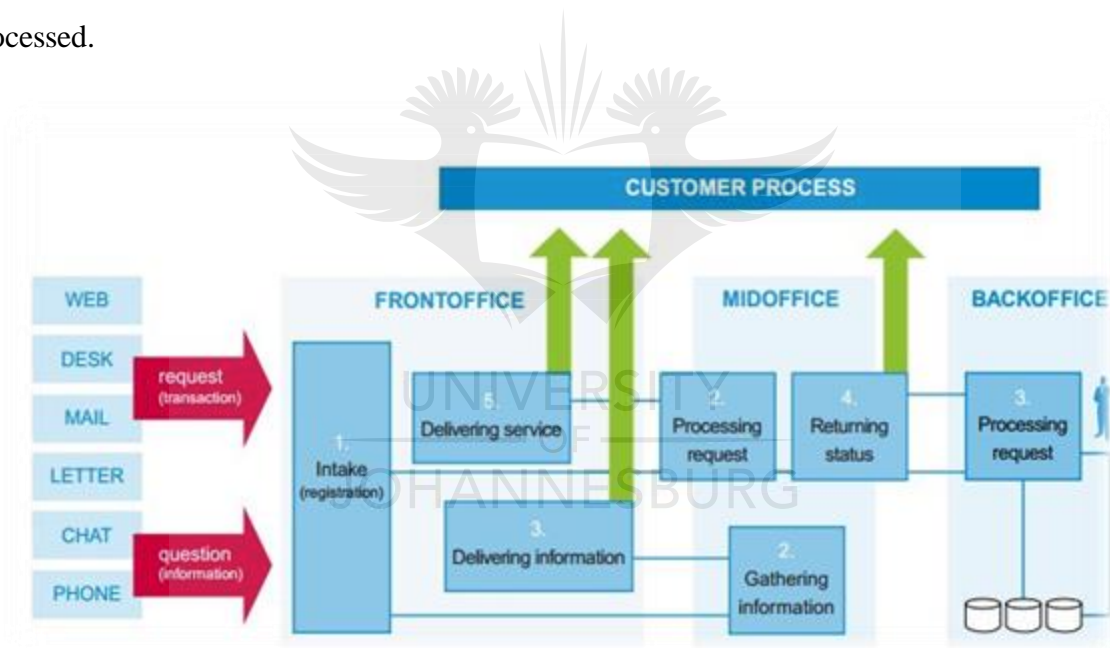 ocessed.
CUSTOMER PROCESS
WEB
DESK
MAIL
LETTER
CHAT
PHONE
request
(transaction)
question
(information)
FRONTOFFICE
1.
Intake
(registration)
5.
Delivering service
3.
Delivering information
MIDOFFICE
2.
Processing
request
4.
Returning
status
2.
Gathering
information
BACKOFFICE
3.
Processing
request
UNIVERSITY
OF
JOHANNESBURG